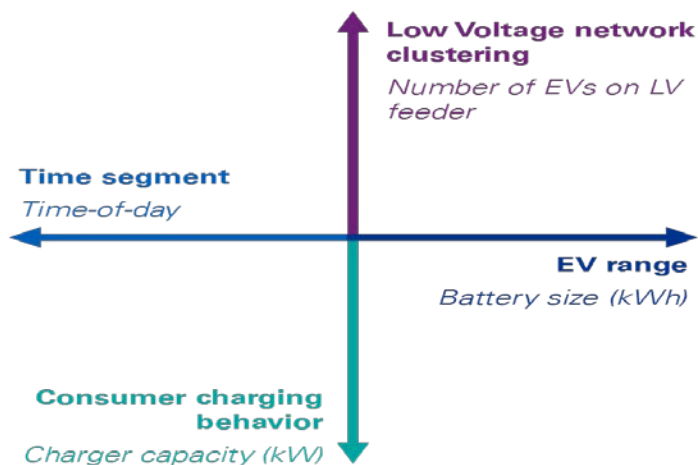 Low Voltage network
clustering
Number of EVs on LV
feeder
Time segment
Time-of-day
EV range
Battery size (kWh)
Consumer charging
behavior
Charger capacity (kW)